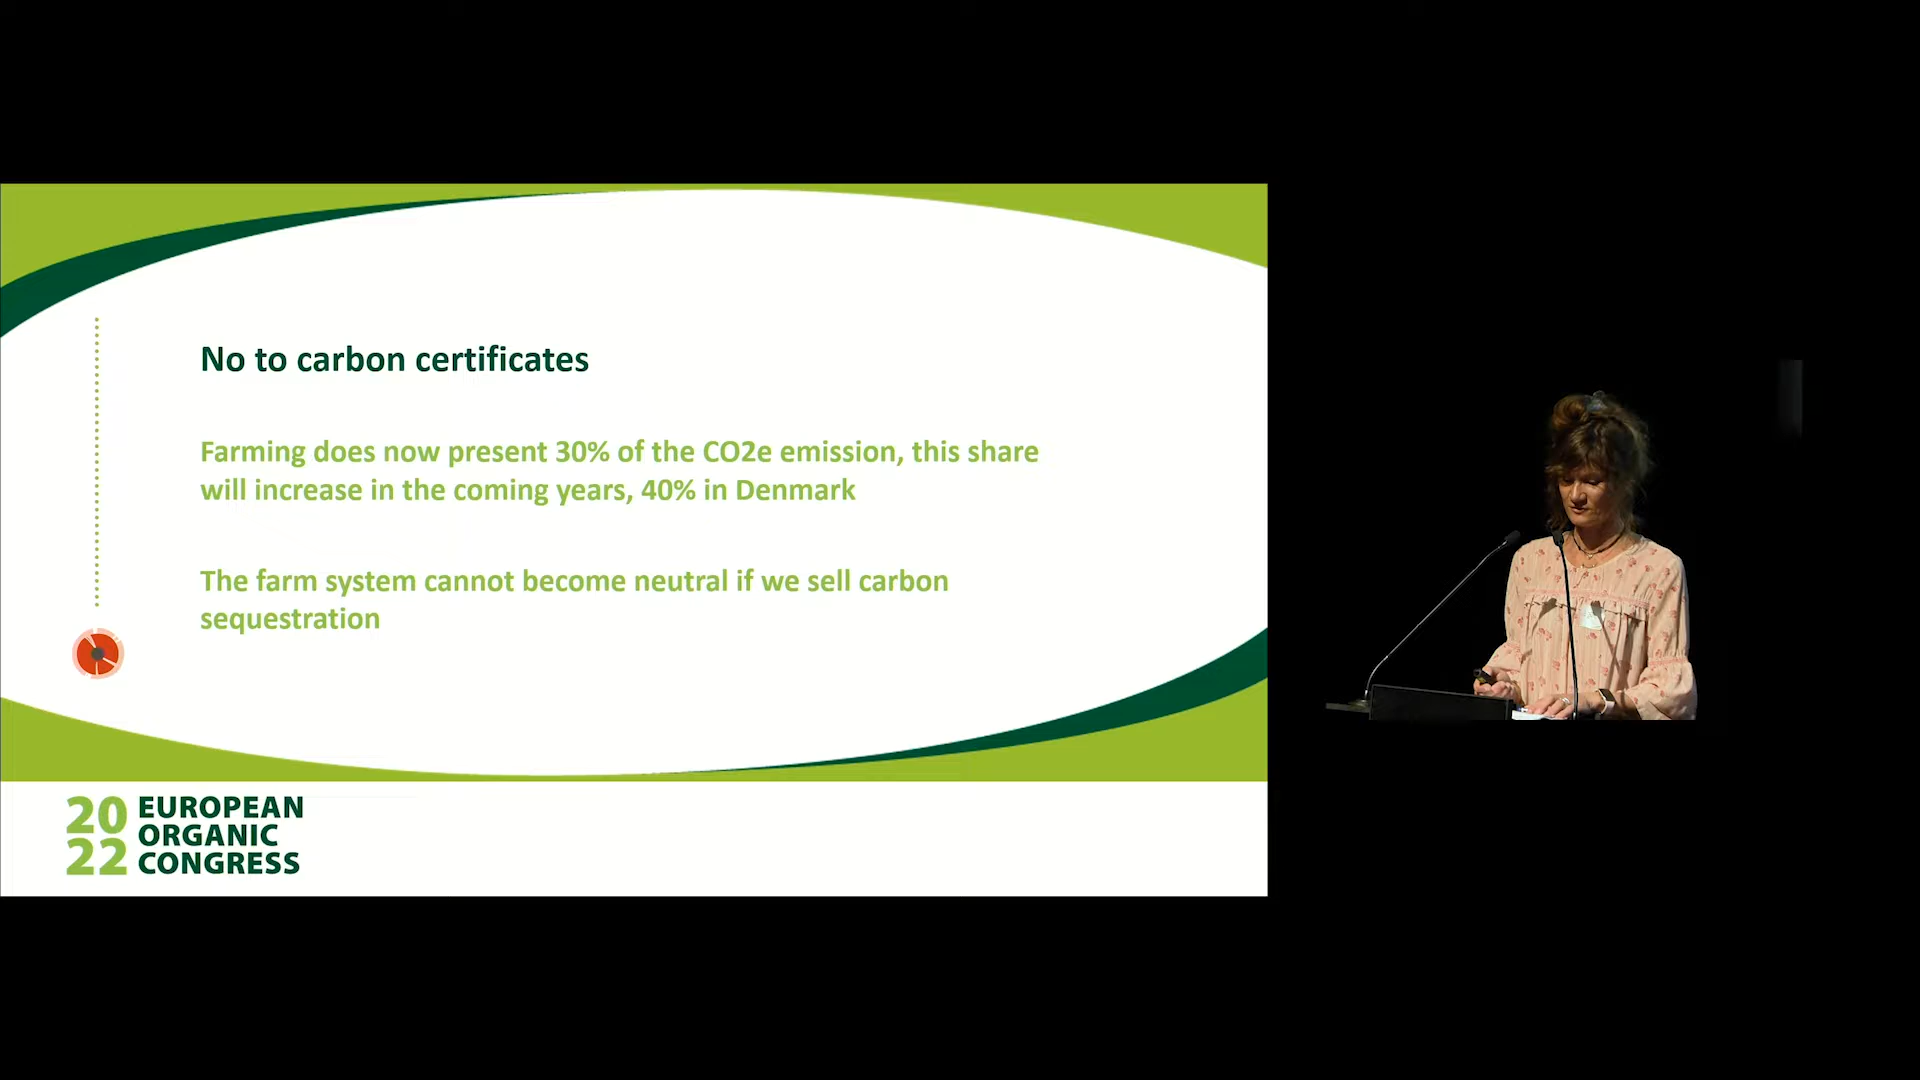 No to carbon certificates
Farming does now present 30% of the CO2e emission, this share
will increase in the coming years, 40% in Denmark
The farm system cannot become neutral if we sell carbon
sequestration
20 EUROPEAN
ORGANIC
22 CONGRESS